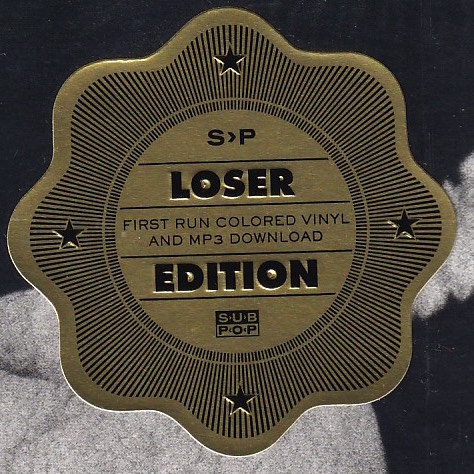 S>P
LOSER
FIRST RUN COLORED VINYL
AND MP3 DOWNLOAD
EDITION
S·U·B
P·O·P